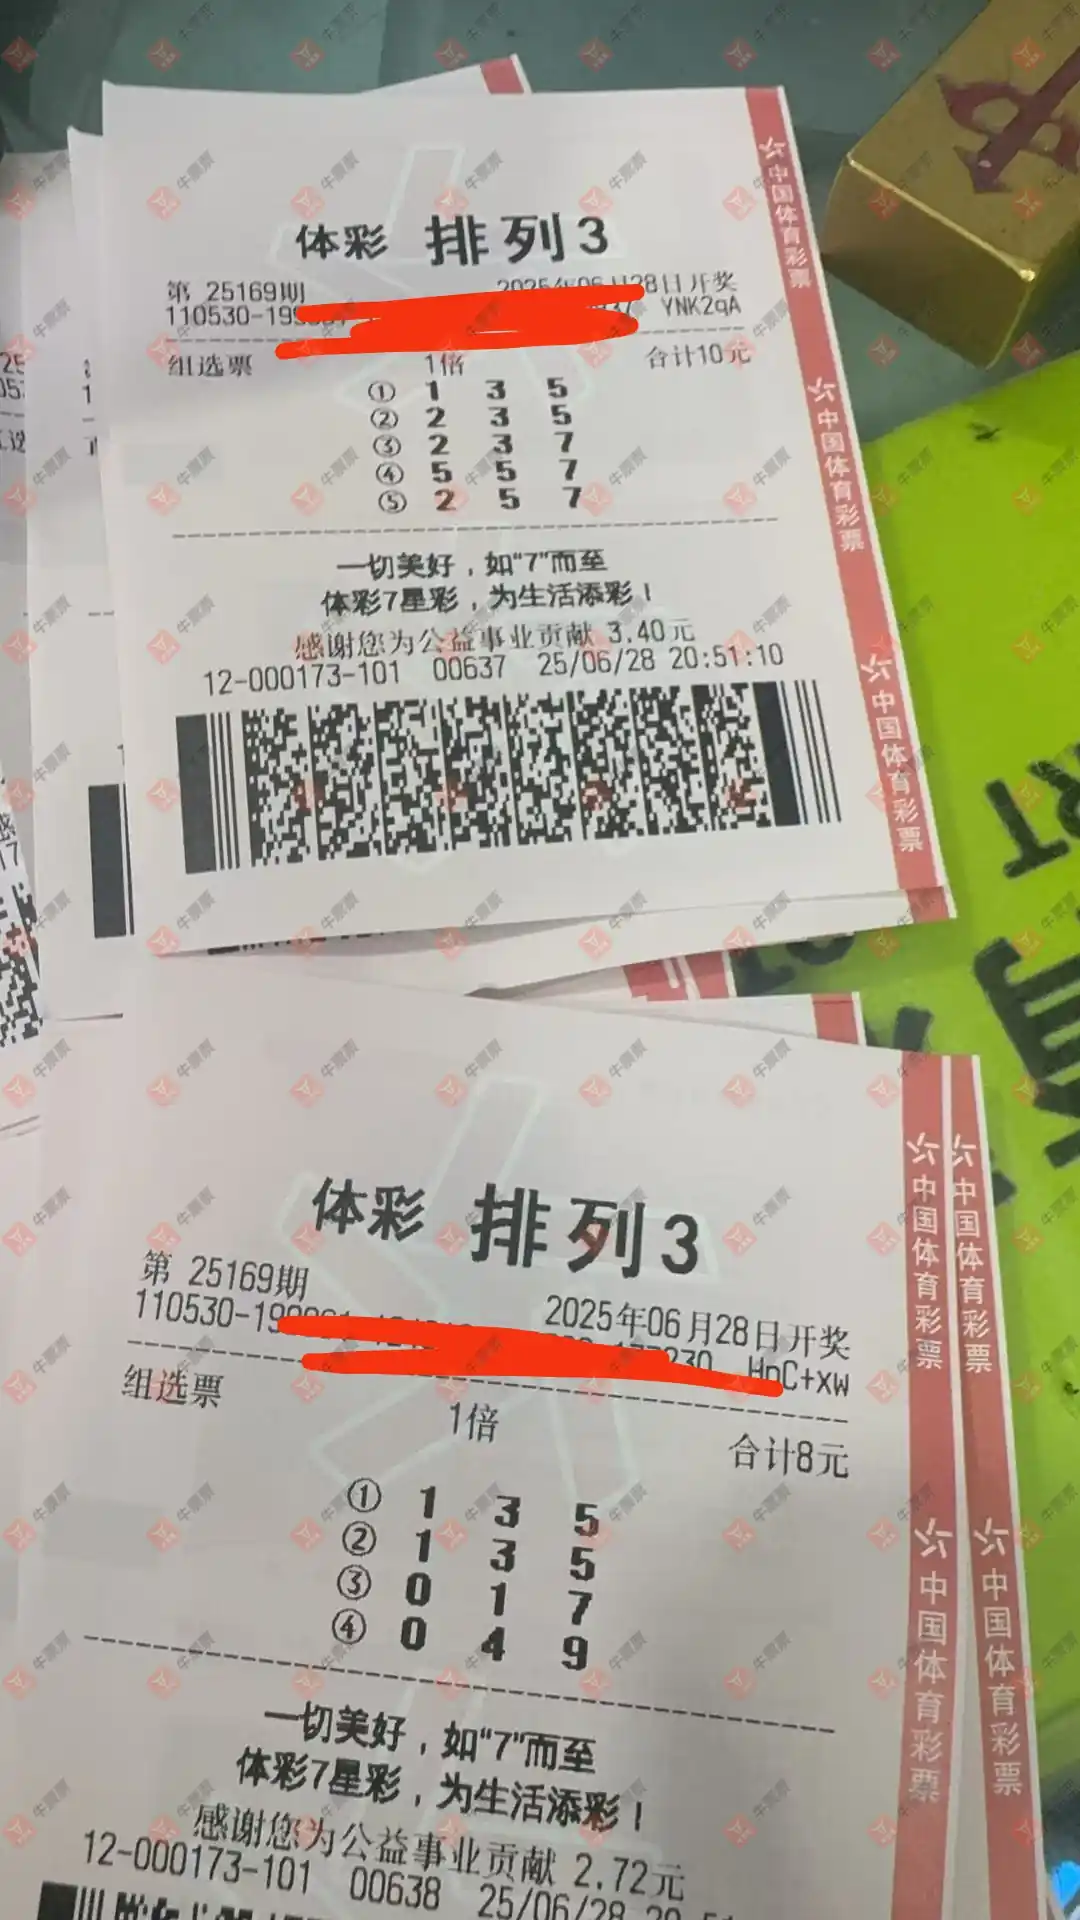 体彩 排列3
第 25169期 2025年06月28日开奖
110530-199 YNK2qA
组选票 1倍 合计10元
① 1 3 5
② 2 3 5
③ 2 3 7
④ 5 5 7
⑤ 2 5 7
一切美好，如“7”而至
体彩7星彩，为生活添彩！
感谢您为公益事业贡献 3.40元
12-000173-101 00637 25/06/28 20:51:10
中国体育彩票
中国体育彩票
中国体育彩票
体彩 排列3
第 25169期 2025年06月28日开奖
110530-19 HnC+xw
组选票 1倍 合计8元
① 1 3 5
② 1 3 5
③ 0 1 7
④ 0 4 9
一切美好，如“7”而至
体彩7星彩，为生活添彩！
感谢您为公益事业贡献 2.72元
12-000173-101 00638 25/06/28
中国体育彩票
中国体育彩票
中国体育彩票
中国体育彩票
牛票票